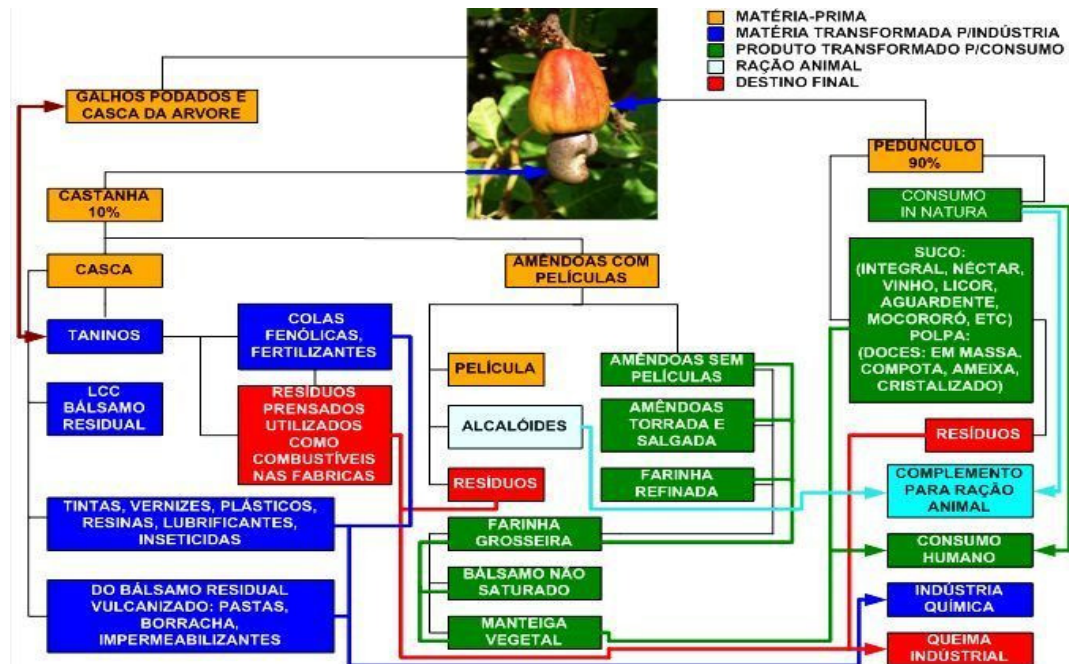 MATÉRIA-PRIMA
MATÉRIA TRANSFORMADA P/INDÚSTRIA
PRODUTO TRANSFORMADO P/CONSUMO
RAÇÃO ANIMAL
DESTINO FINAL
GALHOS PODADOS E
CASCA DA ARVORE
PEDÚNCULO
90%
CASTANHA
10%
CONSUMO
IN NATURA
CASCA
AMÊNDOAS COM
PELÍCULAS
SUCO:
(INTEGRAL, NÉCTAR,
VINHO, LICOR,
AGUARDENTE,
MOCORORÓ, ETC)
POLPA:
(DOCES: EM MASSA.
COMPOTA, AMEIXA,
CRISTALIZADO)
TANINOS
COLAS
FENÓLICAS,
FERTILIZANTES
PELÍCULA
AMÊNDOAS SEM
PELÍCULAS
LCC
BÁLSAMO
RESIDUAL
RESÍDUOS
PRENSADOS
UTILIZADOS
COMO
COMBUSTÍVEIS
NAS FABRICAS
ALCALÓIDES
AMÊNDOAS
TORRADA E
SALGADA
RESÍDUOS
RESÍDUOS
FARINHA
REFINADA
COMPLEMENTO
PARA RAÇÃO
ANIMAL
TINTAS, VERNIZES, PLÁSTICOS,
RESINAS, LUBRIFICANTES,
INSETICIDAS
FARINHA
GROSSEIRA
CONSUMO
HUMANO
DO BÁLSAMO RESIDUAL
VULCANIZADO: PASTAS,
BORRACHA,
IMPERMEABILIZANTES
BÁLSAMO NÃO
SATURADO
INDÚSTRIA
QUÍMICA
MANTEIGA
VEGETAL
QUEIMA
INDÚSTRIAL